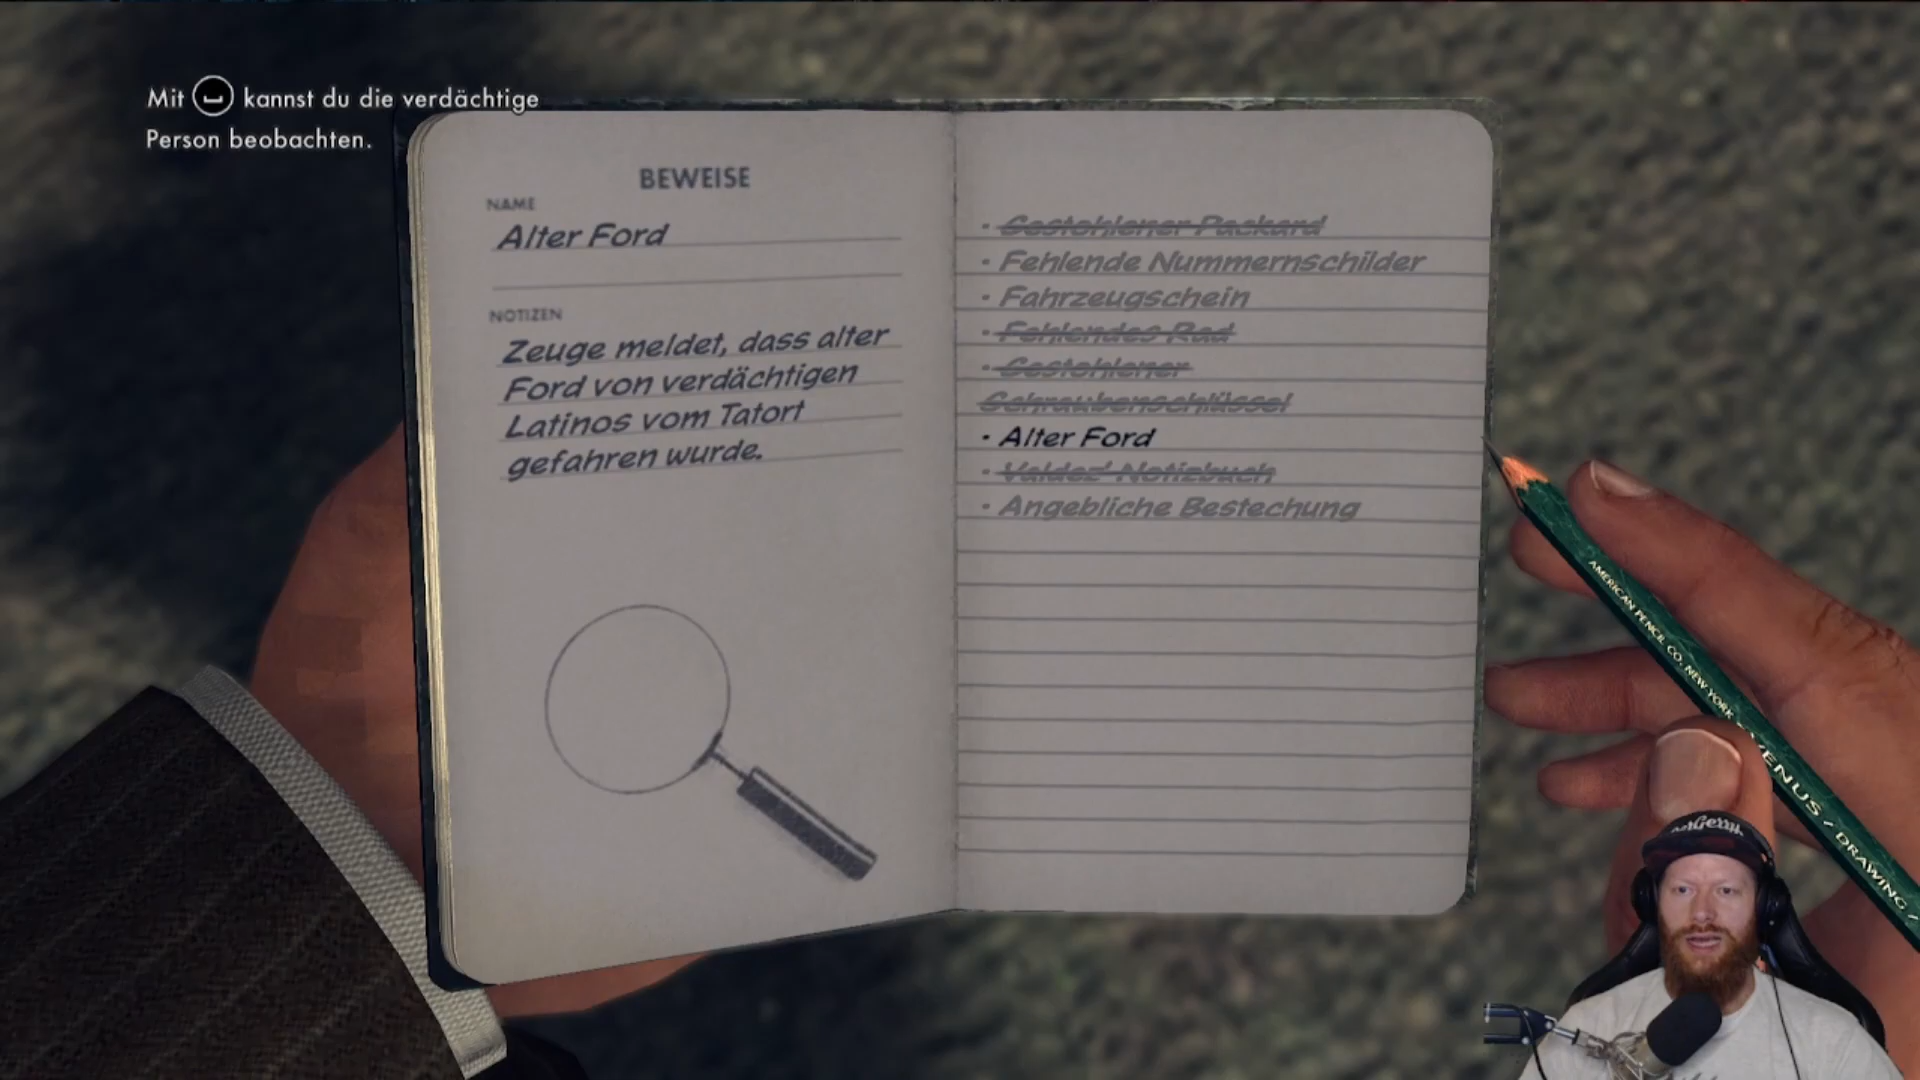 Mit kannst du die verdächtige
Person beobachten.
BEWEISE
NAME
Alter Ford
NOTIZEN
Zeuge meldet, dass alter
Ford von verdächtigen
Latinos vom Tatort
gefahren wurde.
· Gestohlener Packard
· Fehlende Nummernschilder
· Fahrzeugschein
· Fehlendes Rad
· Gestohlener
Schraubenschlüssel
· Alter Ford
· Valdez' Notizbuch
· Angebliche Bestechung
AMERICAN PENCIL CO. NEW YORK
VENUS / DRAWING /